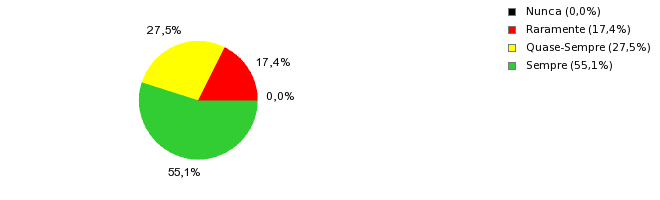 27,5%
17,4%
0,0%
55,1%
Nunca (0,0%)
Raramente (17,4%)
Quase-Sempre (27,5%)
Sempre (55,1%)